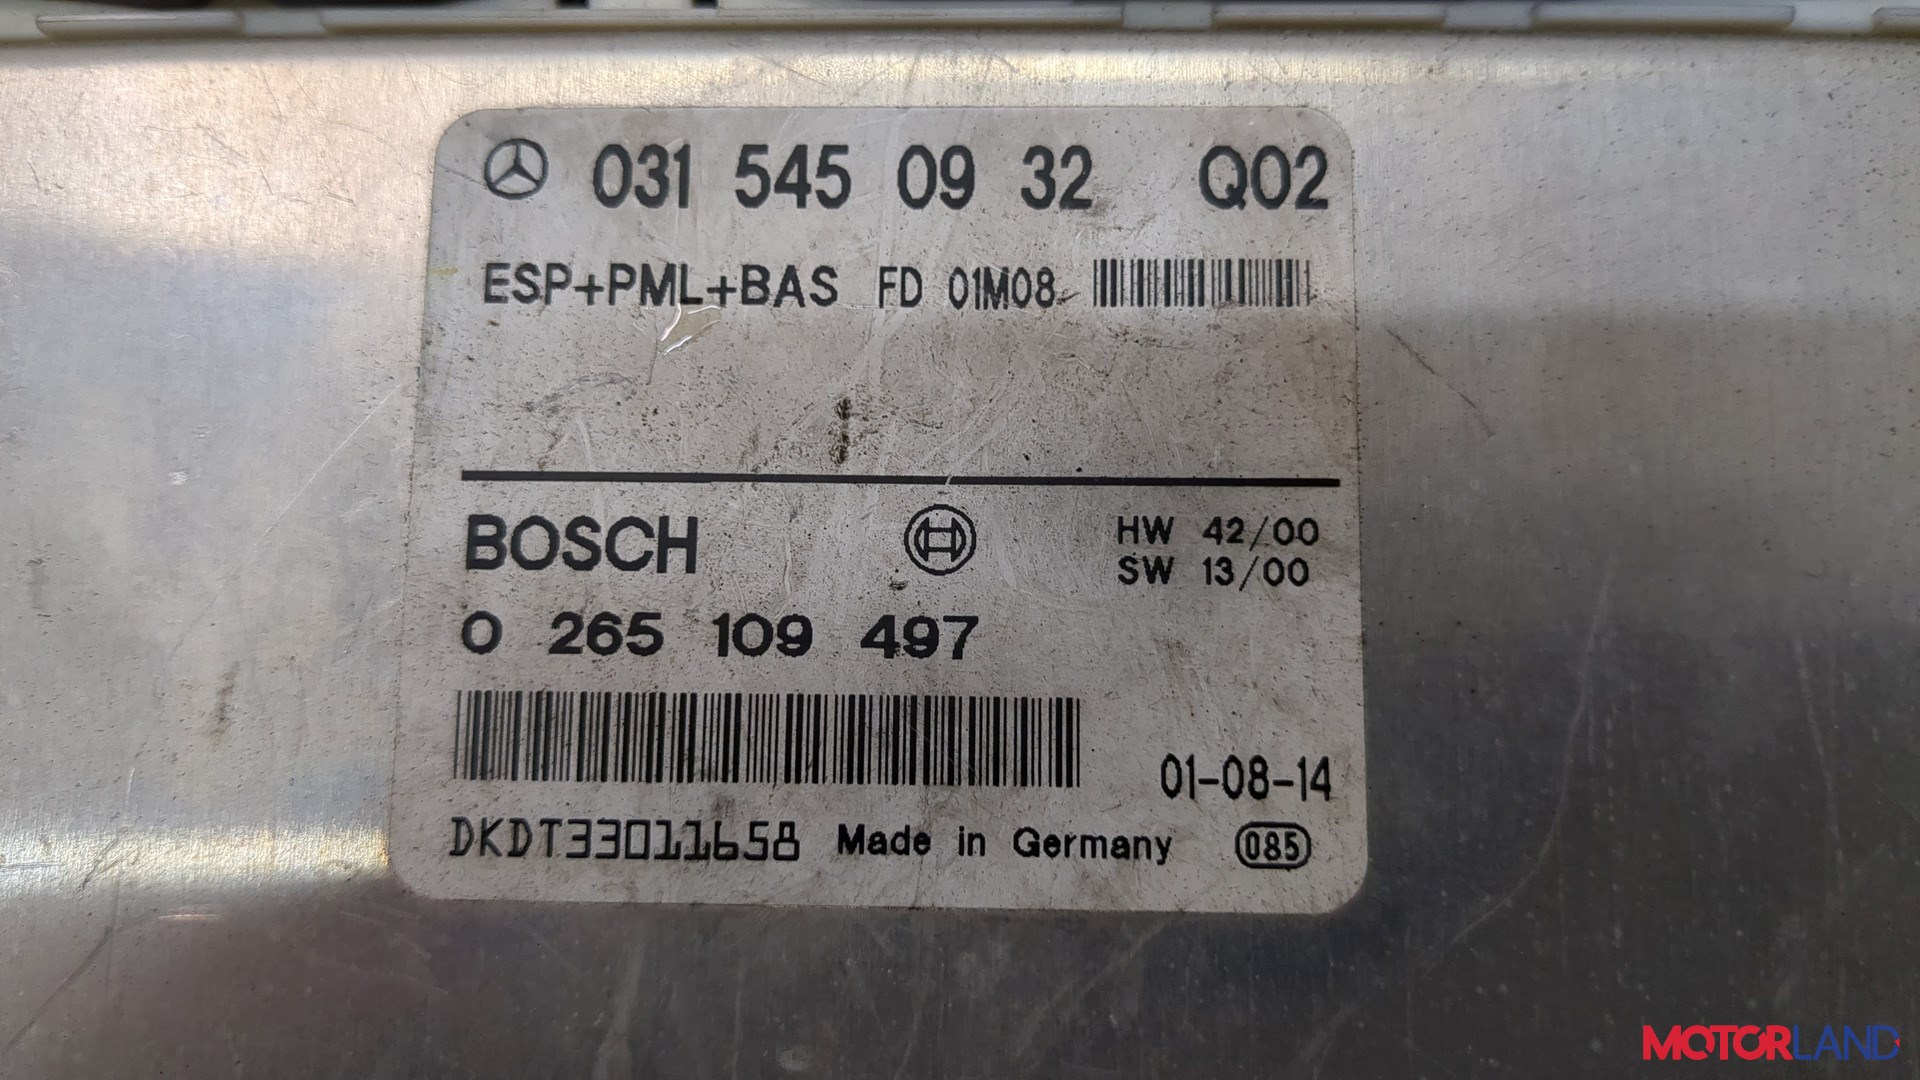 031 545 09 32 Q02
ESP+PML+BAS FD 01M08
BOSCH HW 42/00
SW 13/00
0 265 109 497
01-08-14
DKDT33011658 Made in Germany 085
MOTORLAND